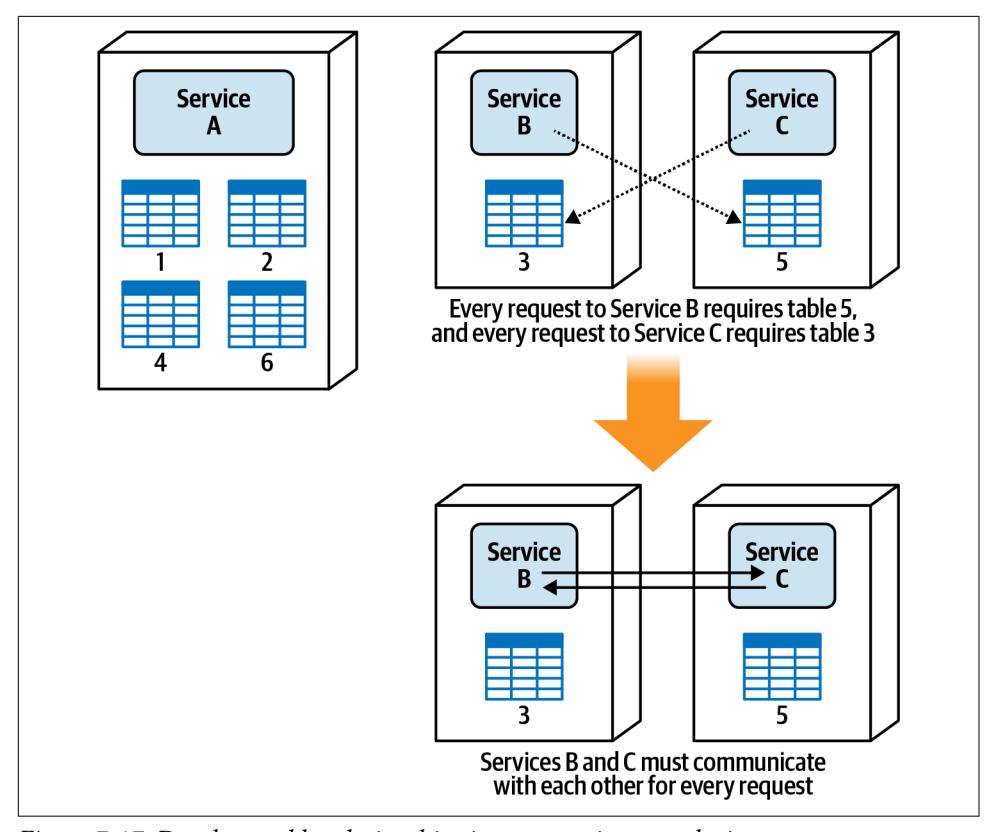 Service
A
1
2
4
6
Service
B
3
Service
C
5
Every request to Service B requires table 5,
and every request to Service C requires table 3
Service
B
3
Service
C
5
Services B and C must communicate
with each other for every request